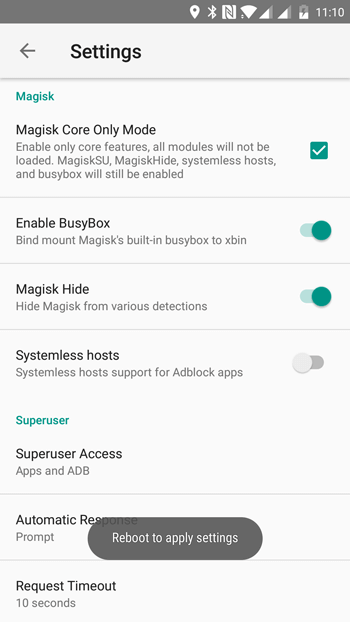 11:10
Settings
Magisk
Magisk Core Only Mode
Enable only core features, all modules will not be
loaded. MagiskSU, MagiskHide, systemless hosts,
and busybox will still be enabled
Enable BusyBox
Bind mount Magisk's built-in busybox to xbin
Magisk Hide
Hide Magisk from various detections
Systemless hosts
Systemless hosts support for Adblock apps
Superuser
Superuser Access
Apps and ADB
Automatic Response
Prompt
Reboot to apply settings
Request Timeout
10 seconds